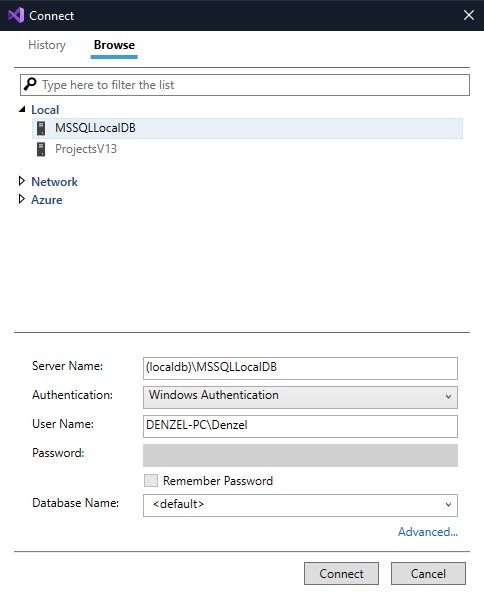 Connect
History Browse
Type here to filter the list
Local
MSSQLLocalDB
ProjectsV13
Network
Azure
Server Name: (localdb)\MSSQLLocalDB
Authentication: Windows Authentication
User Name: DENZEL-PC\Denzel
Password:
Remember Password
Database Name: <default>
Advanced...
Connect Cancel